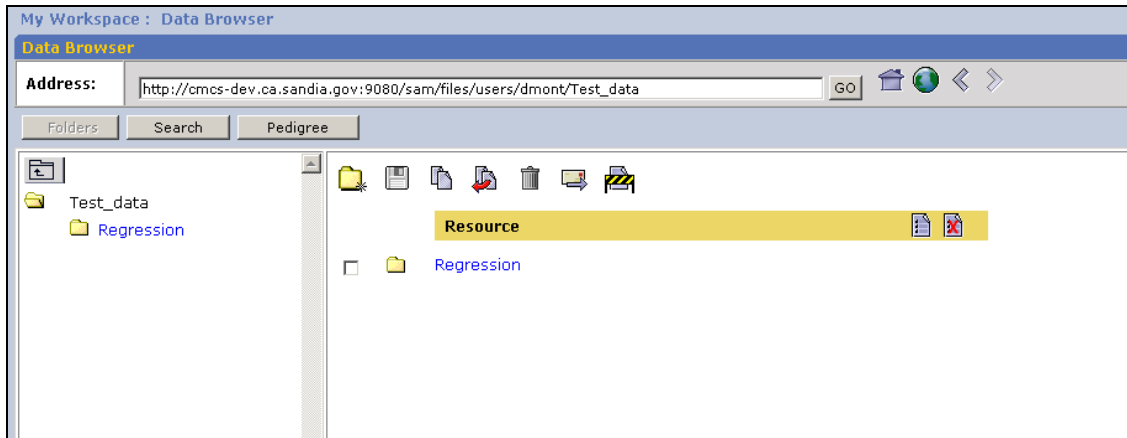 My Workspace : Data Browser
Data Browser
Address: http://cmcs-dev.ca.sandia.gov:9080/sam/files/users/dmont/Test_data GO
Folders Search Pedigree
Test_data
Regression
Resource
Regression